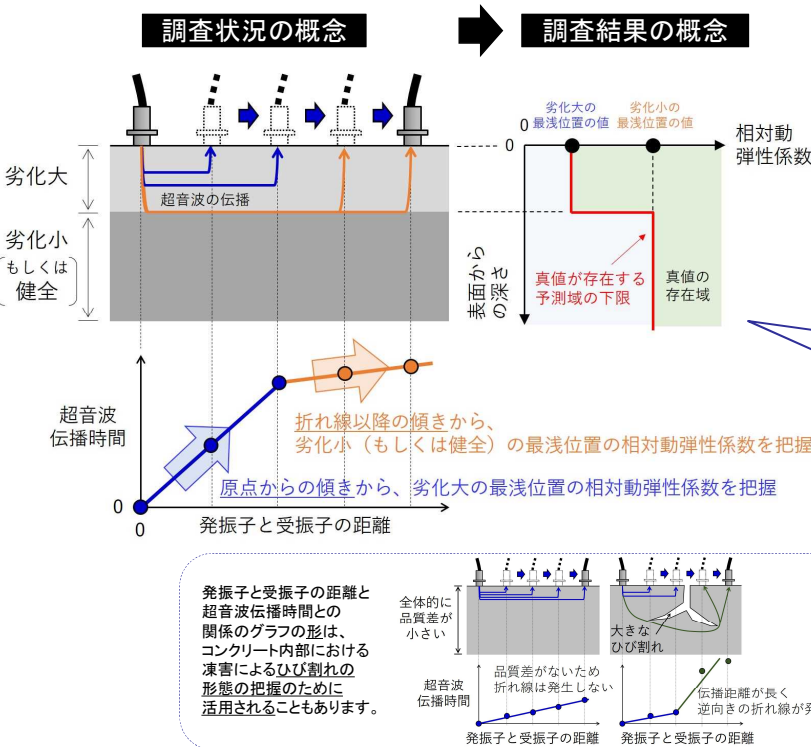 調査状況の概念
調査結果の概念
劣化大
劣化小
もしくは
健全
超音波の伝播
劣化大の
最浅位置の値
劣化小の
最浅位置の値
0
0
相対動
弾性係数
表面から
の深さ
真値が存在する
予測域の下限
真値の
存在域
超音波
伝播時間
0
0
発振子と受振子の距離
折れ線以降の傾きから、
劣化小（もしくは健全）の最浅位置の相対動弾性係数を把握
原点からの傾きから、劣化大の最浅位置の相対動弾性係数を把握
発振子と受振子の距離と
超音波伝播時間との
関係のグラフの形は、
コンクリート内部における
凍害によるひび割れの
形態の把握のために
活用されることもあります。
全体的に
品質差が
小さい
大きな
ひび割れ
超音波
伝播時間
品質差がないため
折れ線は発生しない
伝播距離が長く
逆向きの折れ線が発
発振子と受振子の距離
発振子と受振子の距離